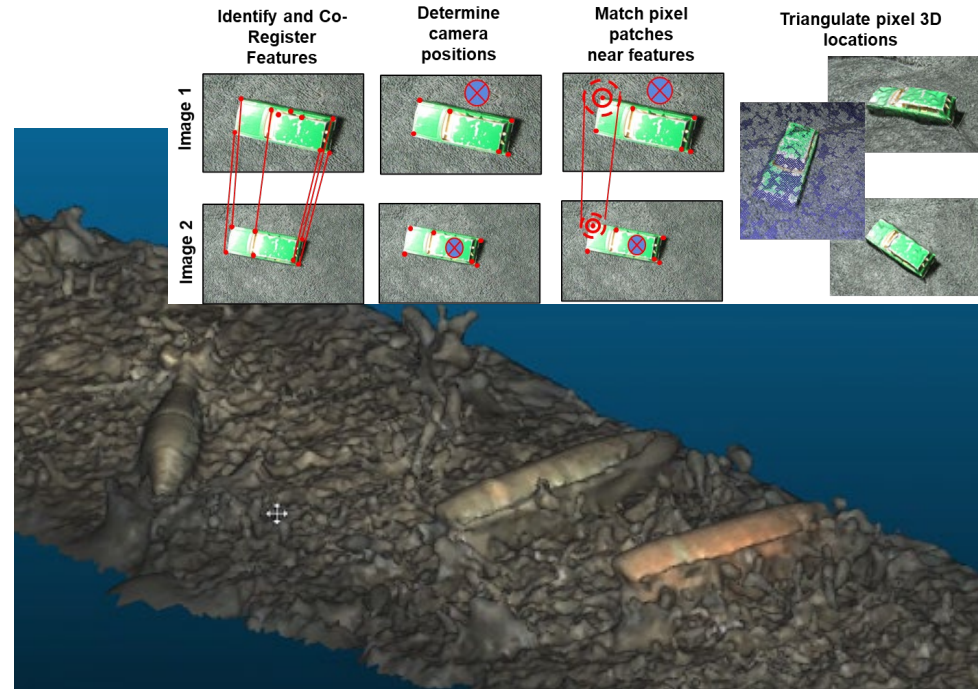 Identify and Co-
Register
Features
Determine
camera
positions
Match pixel
patches
near features
Triangulate pixel 3D
locations
Image 1
Image 2